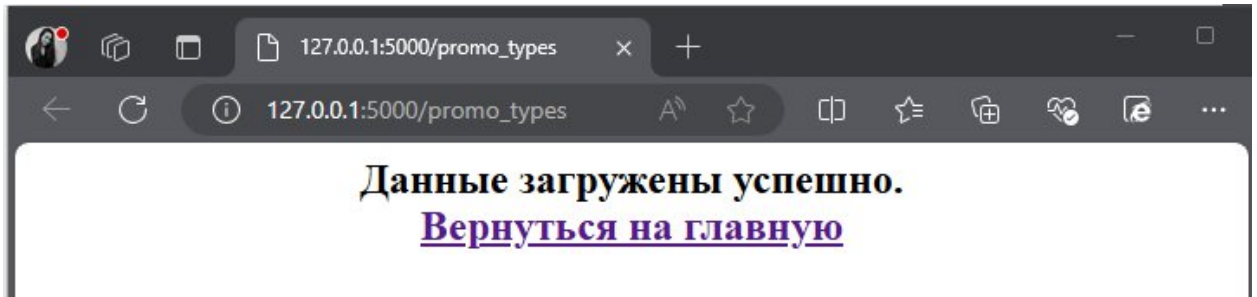 127.0.0.1:5000/promo_types
127.0.0.1:5000/promo_types
Данные загружены успешно.
Вернуться на главную